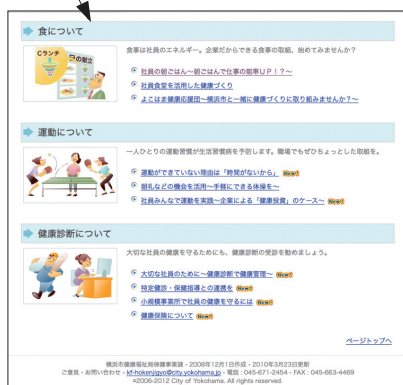 食について
Cランチ
日の献立
食事は社員のエネルギー。企業だからできる食事の取組、始めてみませんか？
社員の朝ごはん～朝ごはんで仕事の能率UP！？～
社員食堂を活用した健康づくり
よこはま健康応援団～横浜市と一緒に健康づくりに取り組みませんか？～
運動について
一人ひとりの運動習慣が生活習慣病を予防します。職場でもぜひちょっとした取組を。
運動ができていない理由は「時間がないから」 New!
朝礼などの機会を活用～手軽にできる体操を～
社員みんなで運動を実践～企業による「健康投資」のケース～ New!
健康診断について
大切な社員の健康を守るためにも、健康診断の受診を勧めましょう。
大切な社員のために～健康診断で健康管理～ New!
特定健診・保健指導との連携を New!
小規模事業所で社員の健康を守るには New!
健康保険について New!
ページトップへ
横浜市健康福祉局保健事業課 - 2008年12月1日作成 - 2010年3月23日更新
ご意見・お問い合わせ - kf-hokenjigyo@city.yokohama.jp - 電話：045-671-2454 - FAX：045-663-4469
©2006-2012 City of Yokohama. All rights reserved.